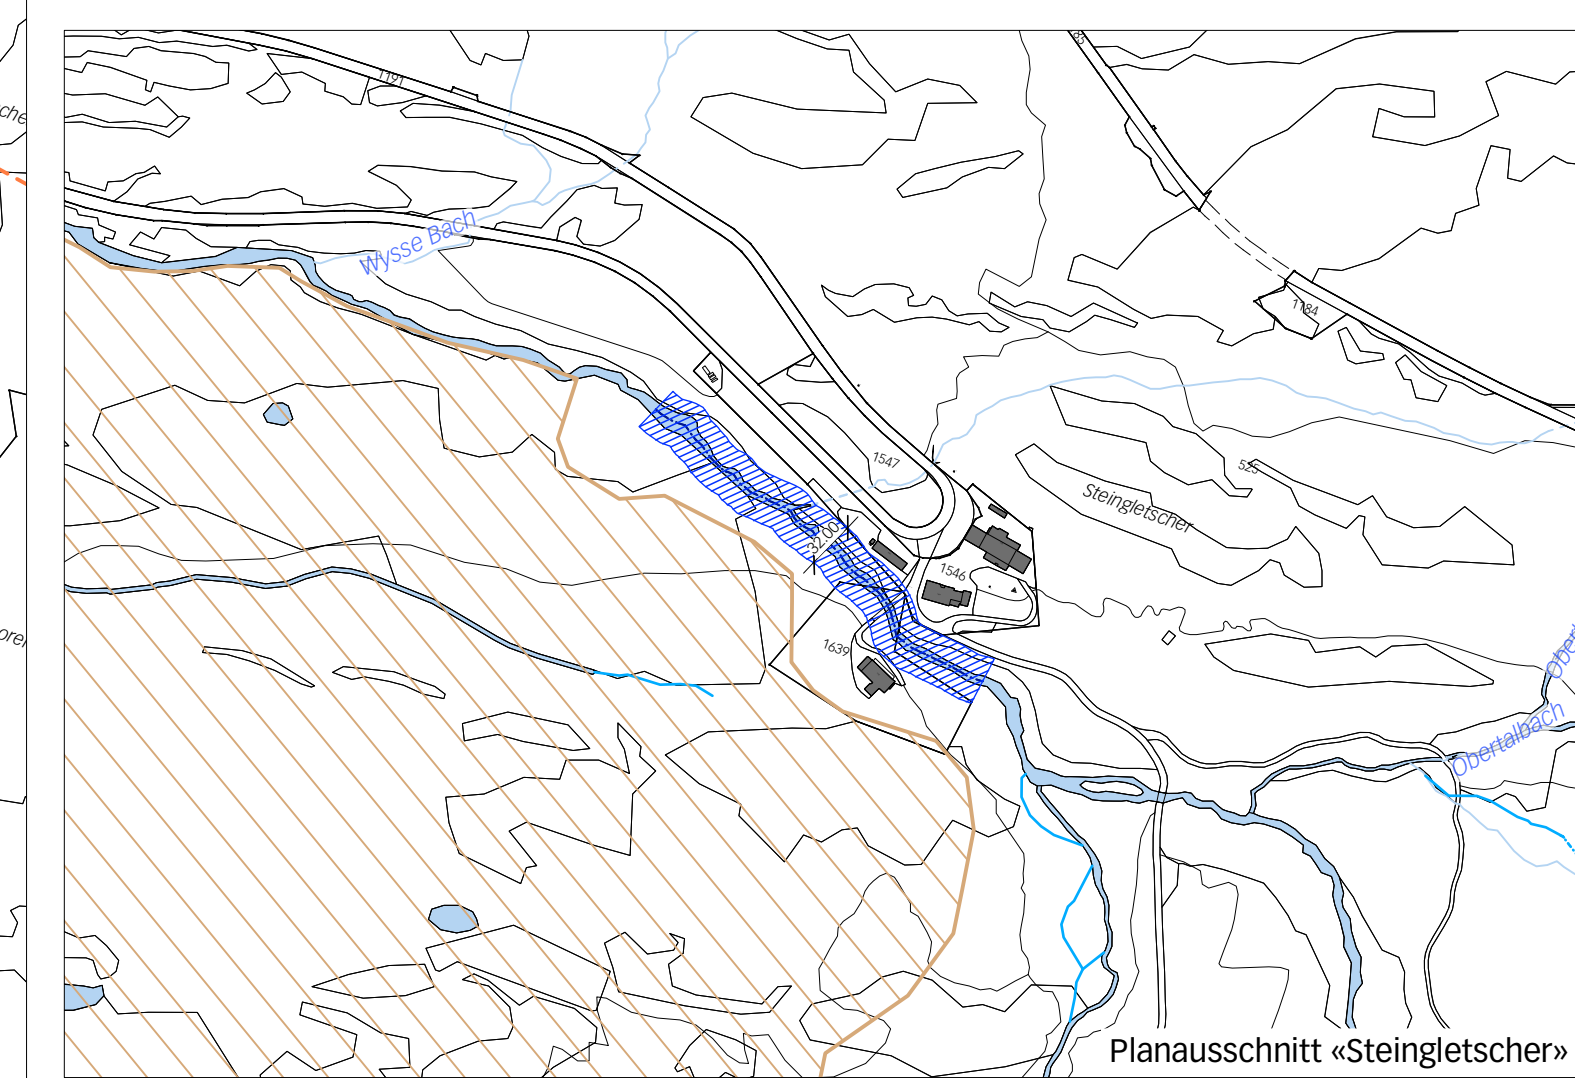 1191
Wysse Bach
1184
1547
525
Steingletscher
32.00
1546
1639
Obertalbach
Planausschnitt «Steingletscher»